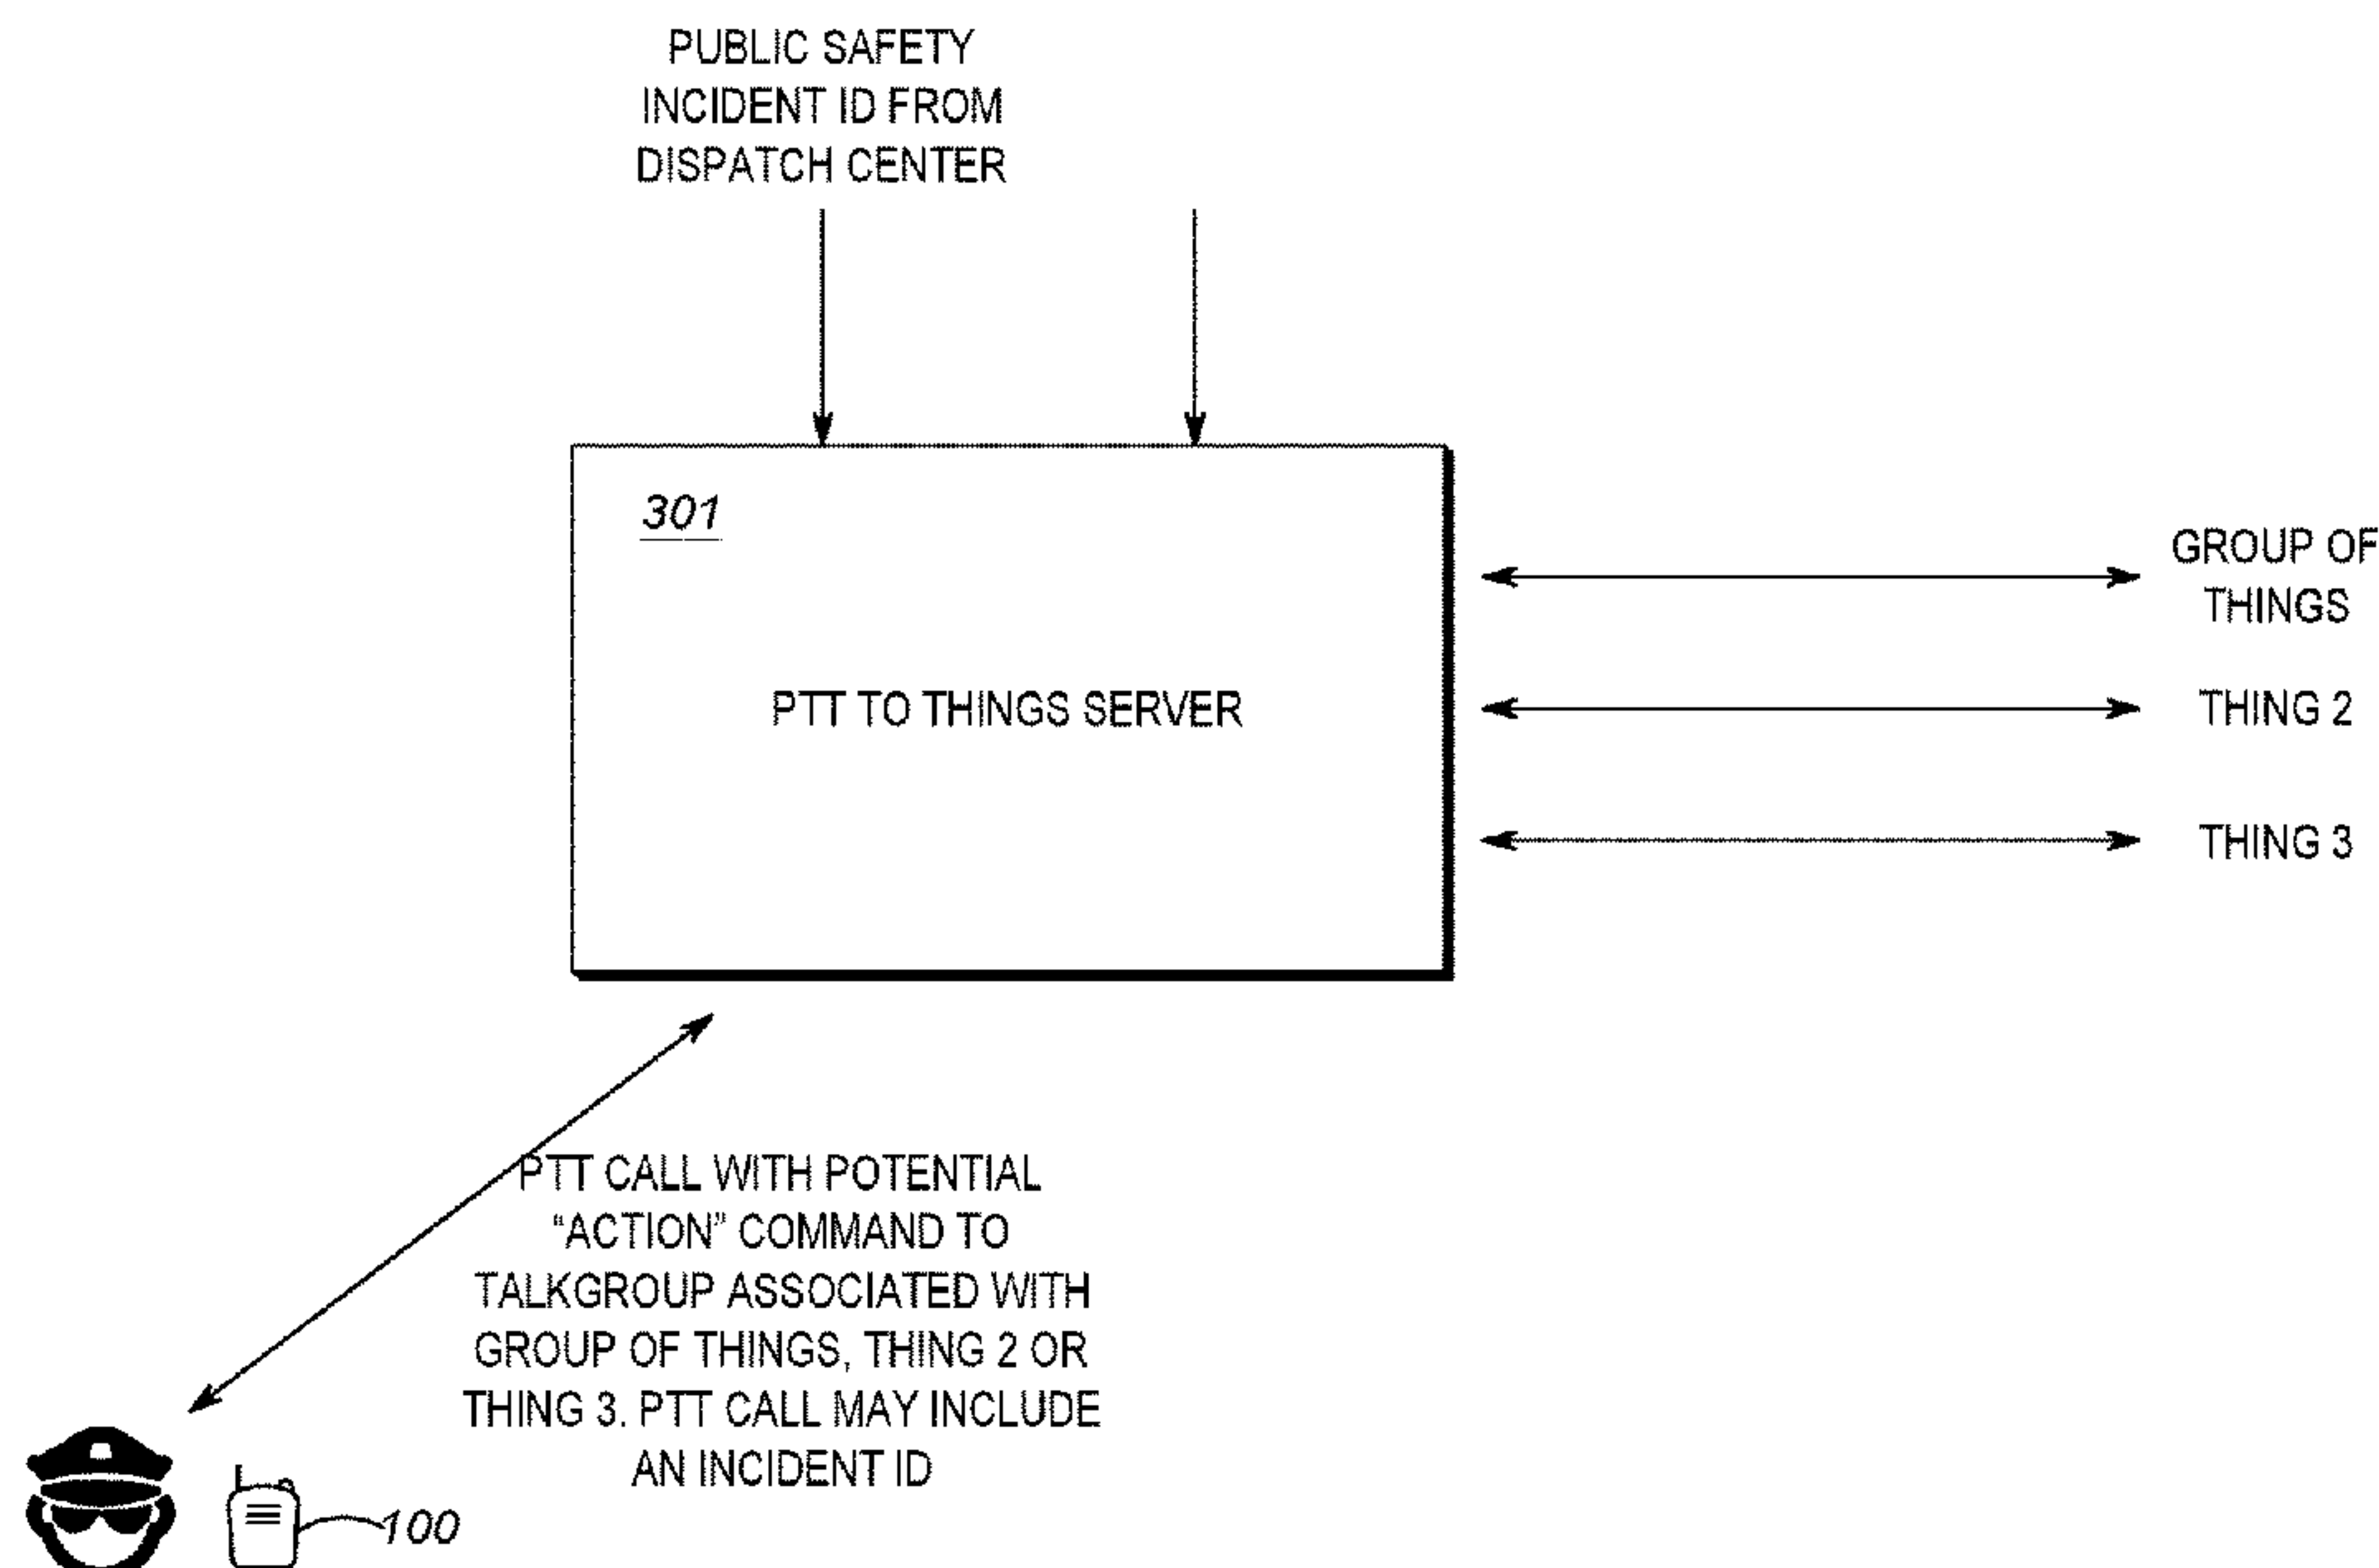 PUBLIC SAFETY
INCIDENT ID FROM
DISPATCH CENTER
301
PTT TO THINGS SERVER
GROUP OF
THINGS
THING 2
THING 3
PTT CALL WITH POTENTIAL
“ACTION” COMMAND TO
TALKGROUP ASSOCIATED WITH
GROUP OF THINGS, THING 2 OR
THING 3. PTT CALL MAY INCLUDE
AN INCIDENT ID
100